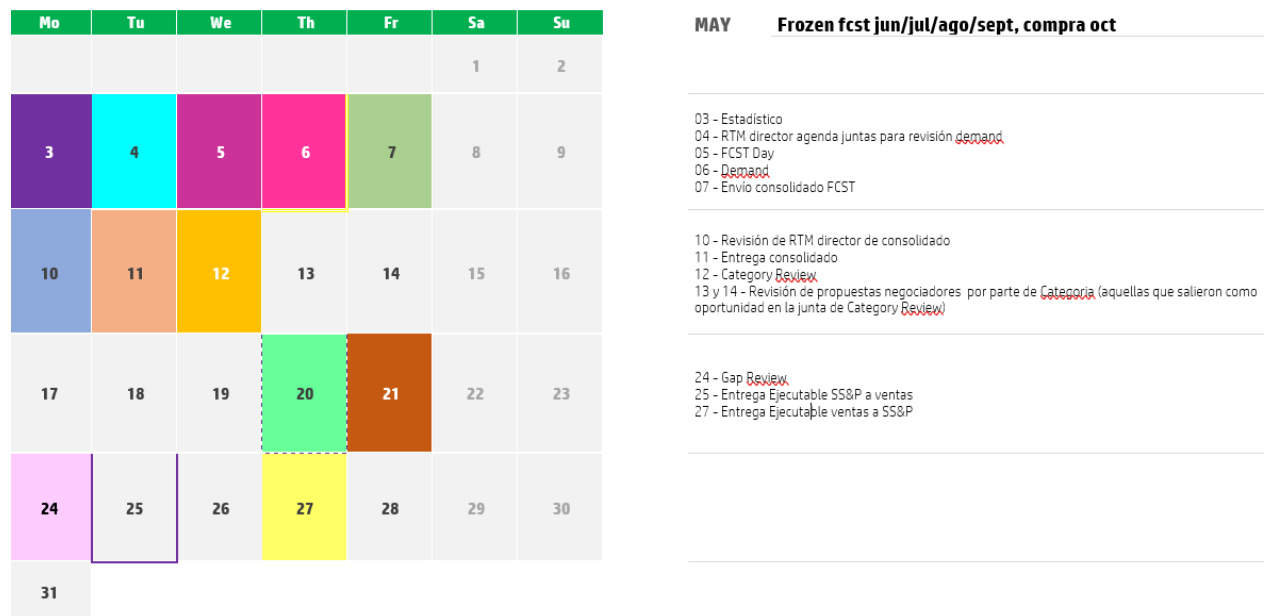 Mo Tu We Th Fr Sa Su
1 2
3 4 5 6 7 8 9
10 11 12 13 14 15 16
17 18 19 20 21 22 23
24 25 26 27 28 29 30
31
MAY Frozen fcst jun/jul/ago/sept, compra oct
03 – Estadístico
04 – RTM director agenda juntas para revisión demand
05 – FCST Day
06 – Demand
07 – Envío consolidado FCST
10 – Revisión de RTM director de consolidado
11 – Entrega consolidado
12 – Category Review
13 y 14 – Revisión de propuestas negociadores por parte de Categoria (aquellas que salieron como
oportunidad en la junta de Category Review)
24 – Gap Review
25 – Entrega Ejecutable SS&P a ventas
27 – Entrega Ejecutable ventas a SS&P